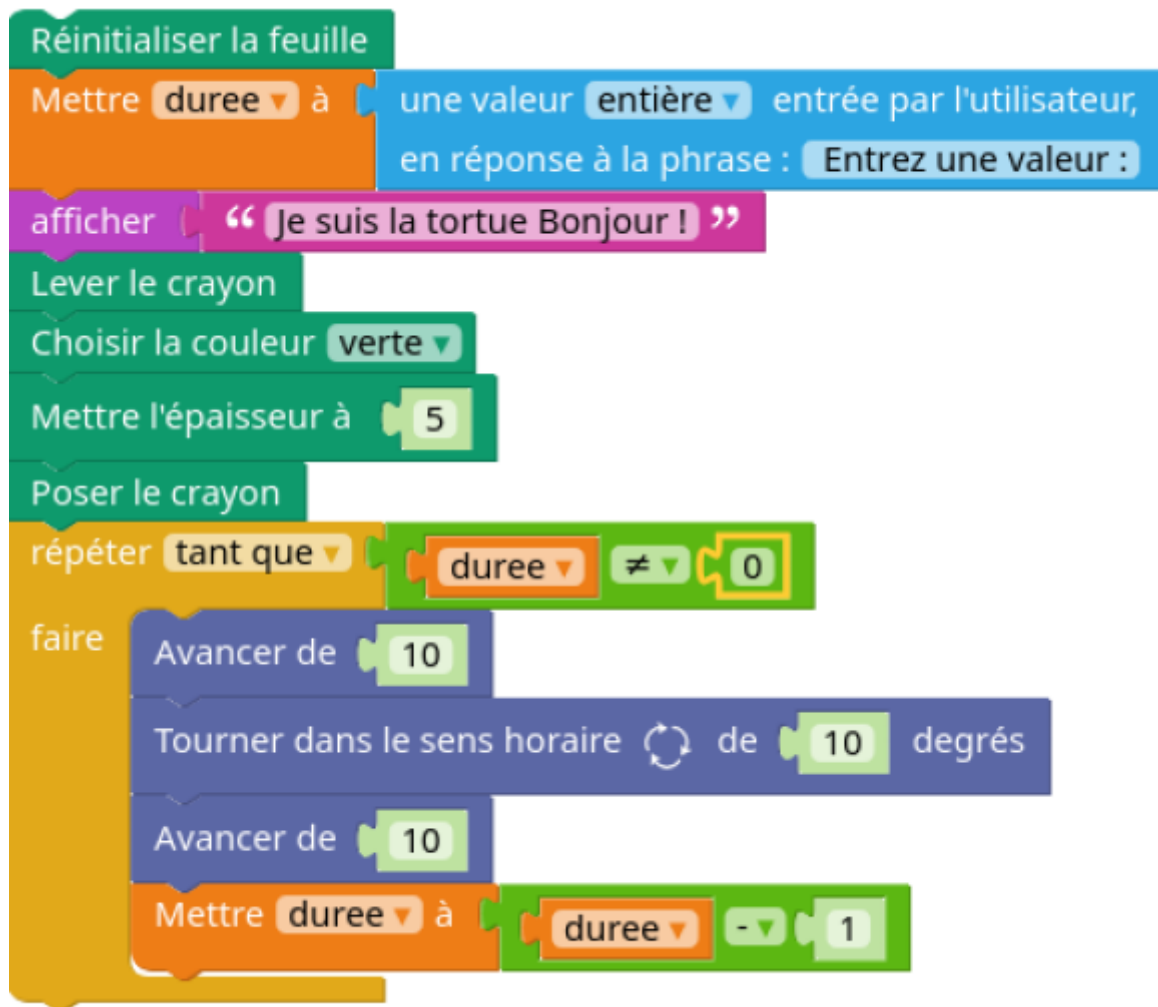 Réinitialiser la feuille
Mettre duree ▾ à une valeur entière ▾ entrée par l'utilisateur,
en réponse à la phrase : Entrez une valeur :
afficher “ Je suis la tortue Bonjour ! ”
Lever le crayon
Choisir la couleur verte ▾
Mettre l'épaisseur à 5
Poser le crayon
répéter tant que ▾ duree ▾ ≠ ▾ 0
faire Avancer de 10
Tourner dans le sens horaire de 10 degrés
Avancer de 10
Mettre duree ▾ à duree ▾ - ▾ 1